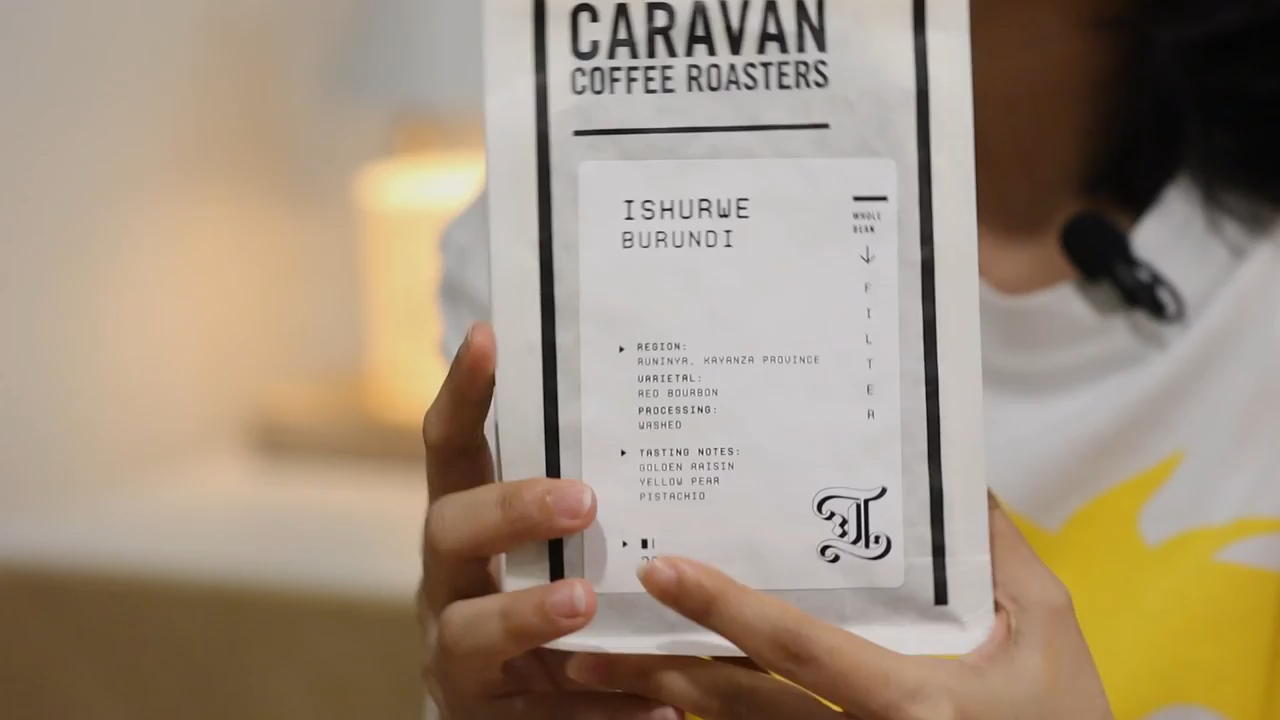 CARAVAN
COFFEE ROASTERS
ISHURWE
BURUNDI
WHOLE
BEAN
FILTER
REGION:
RUNINYA, KAYANZA PROVINCE
VARIETAL:
RED BOURBON
PROCESSING:
WASHED
TASTING NOTES:
GOLDEN RAISIN
YELLOW PEAR
PISTACHIO
I